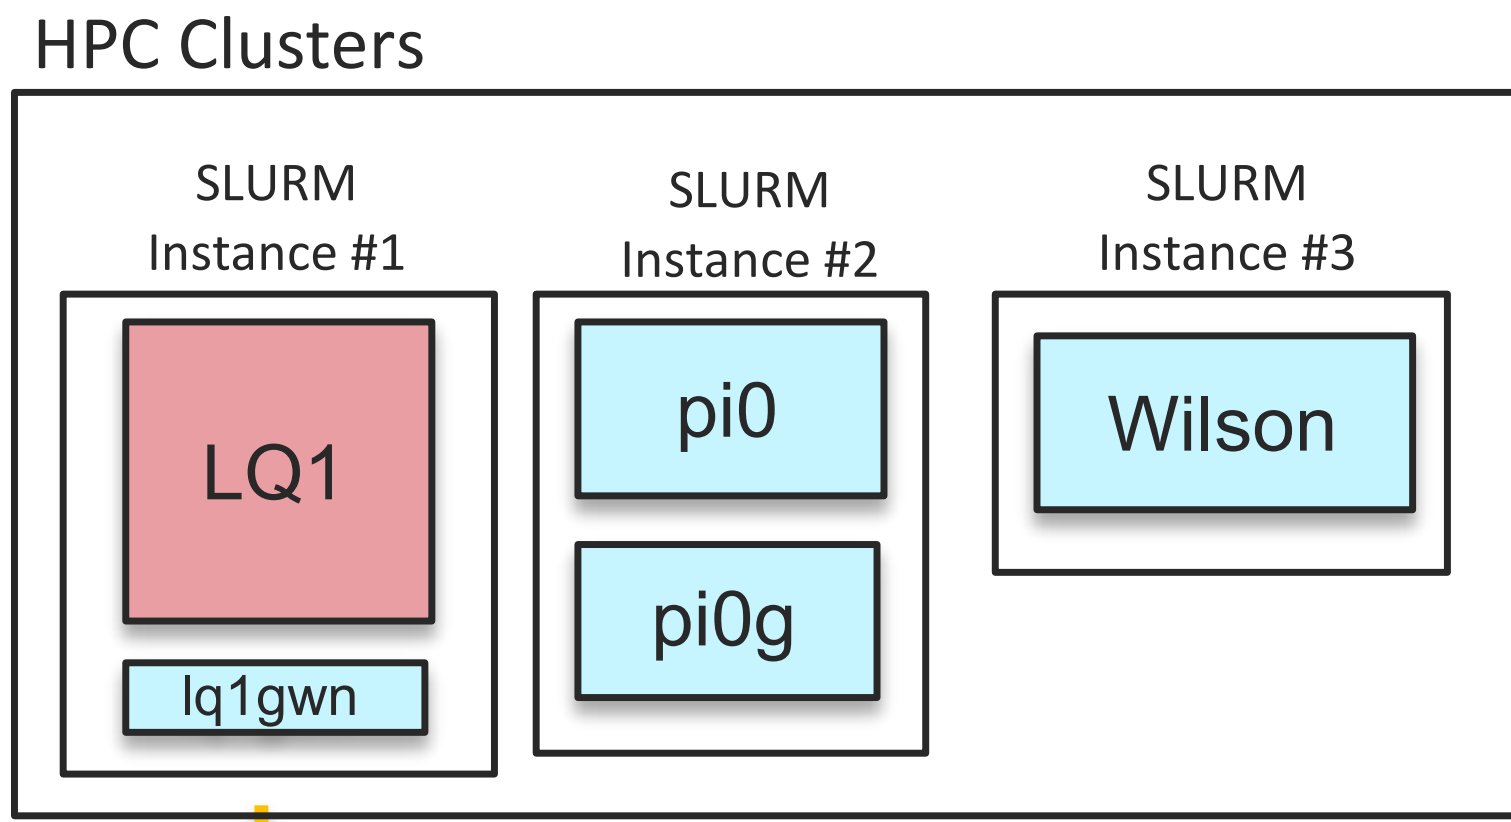 HPC Clusters
SLURM
Instance #1
LQ1
lq1gwn
SLURM
Instance #2
pi0
pi0g
SLURM
Instance #3
Wilson